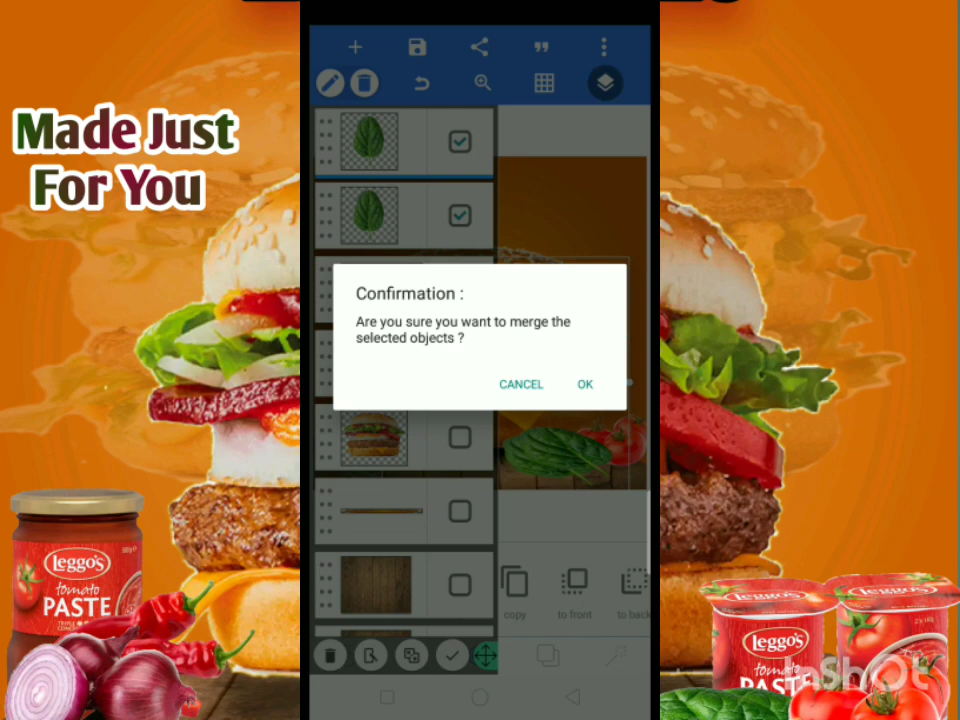 Made Just
For You
Confirmation :
Are you sure you want to merge the
selected objects ?
CANCEL
OK
copy
to front
to back
Leggo's
tomato
PASTE
Leggo's
tomato
PASTE
InShot